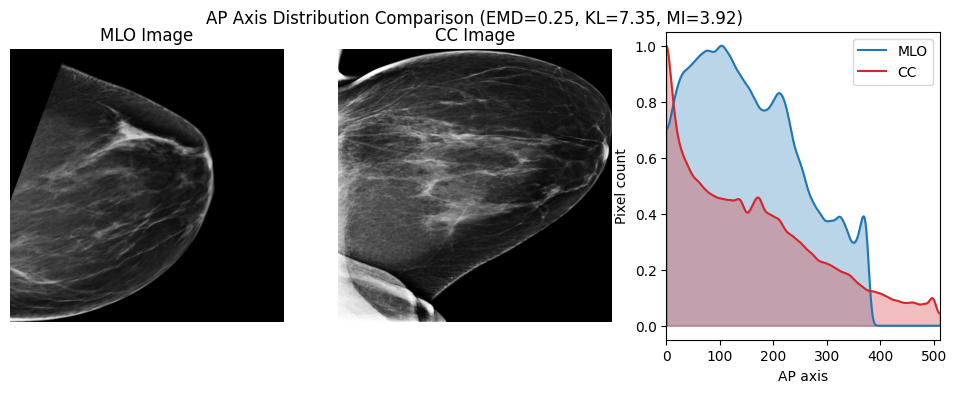 AP Axis Distribution Comparison (EMD=0.25, KL=7.35, MI=3.92)
MLO Image
CC Image
MLO
CC
Pixel count
1.0
0.8
0.6
0.4
0.2
0.0
0 100 200 300 400 500
AP axis